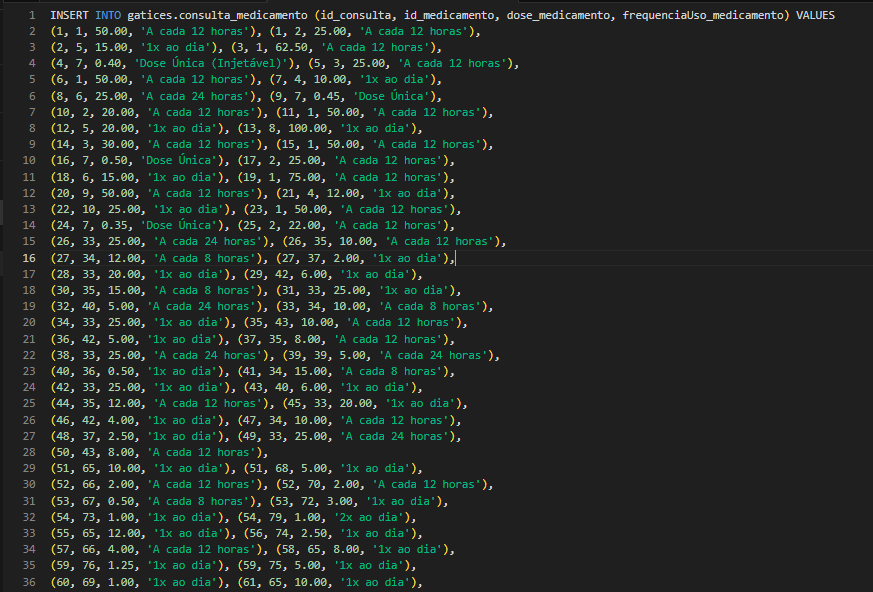 1 INSERT INTO gatices.consulta_medicamento (id_consulta, id_medicamento, dose_medicamento, frequenciaUso_medicamento) VALUES
2 (1, 1, 50.00, 'A cada 12 horas'), (1, 2, 25.00, 'A cada 12 horas'),
3 (2, 5, 15.00, '1x ao dia'), (3, 1, 62.50, 'A cada 12 horas'),
4 (4, 7, 0.40, 'Dose Única (Injetável)'), (5, 3, 25.00, 'A cada 12 horas'),
5 (6, 1, 50.00, 'A cada 12 horas'), (7, 4, 10.00, '1x ao dia'),
6 (8, 6, 25.00, 'A cada 24 horas'), (9, 7, 0.45, 'Dose Única'),
7 (10, 2, 20.00, 'A cada 12 horas'), (11, 1, 50.00, 'A cada 12 horas'),
8 (12, 5, 20.00, '1x ao dia'), (13, 8, 100.00, '1x ao dia'),
9 (14, 3, 30.00, 'A cada 12 horas'), (15, 1, 50.00, 'A cada 12 horas'),
10 (16, 7, 0.50, 'Dose Única'), (17, 2, 25.00, 'A cada 12 horas'),
11 (18, 6, 15.00, '1x ao dia'), (19, 1, 75.00, 'A cada 12 horas'),
12 (20, 9, 50.00, 'A cada 12 horas'), (21, 4, 12.00, '1x ao dia'),
13 (22, 10, 25.00, '1x ao dia'), (23, 1, 50.00, 'A cada 12 horas'),
14 (24, 7, 0.35, 'Dose Única'), (25, 2, 22.00, 'A cada 12 horas'),
15 (26, 33, 25.00, 'A cada 24 horas'), (26, 35, 10.00, 'A cada 12 horas'),
16 (27, 34, 12.00, 'A cada 8 horas'), (27, 37, 2.00, '1x ao dia'),
17 (28, 33, 20.00, '1x ao dia'), (29, 42, 6.00, '1x ao dia'),
18 (30, 35, 15.00, 'A cada 8 horas'), (31, 33, 25.00, '1x ao dia'),
19 (32, 40, 5.00, 'A cada 24 horas'), (33, 34, 10.00, 'A cada 8 horas'),
20 (34, 33, 25.00, '1x ao dia'), (35, 43, 10.00, 'A cada 12 horas'),
21 (36, 42, 5.00, '1x ao dia'), (37, 35, 8.00, 'A cada 12 horas'),
22 (38, 33, 25.00, 'A cada 24 horas'), (39, 39, 5.00, 'A cada 24 horas'),
23 (40, 36, 0.50, '1x ao dia'), (41, 34, 15.00, 'A cada 8 horas'),
24 (42, 33, 25.00, '1x ao dia'), (43, 40, 6.00, '1x ao dia'),
25 (44, 35, 12.00, 'A cada 12 horas'), (45, 33, 20.00, '1x ao dia'),
26 (46, 42, 4.00, '1x ao dia'), (47, 34, 10.00, 'A cada 12 horas'),
27 (48, 37, 2.50, '1x ao dia'), (49, 33, 25.00, 'A cada 24 horas'),
28 (50, 43, 8.00, 'A cada 12 horas'),
29 (51, 65, 10.00, '1x ao dia'), (51, 68, 5.00, '1x ao dia'),
30 (52, 66, 2.00, 'A cada 12 horas'), (52, 70, 2.00, 'A cada 12 horas'),
31 (53, 67, 0.50, 'A cada 8 horas'), (53, 72, 3.00, '1x ao dia'),
32 (54, 73, 1.00, '1x ao dia'), (54, 79, 1.00, '2x ao dia'),
33 (55, 65, 12.00, '1x ao dia'), (56, 74, 2.50, '1x ao dia'),
34 (57, 66, 4.00, 'A cada 12 horas'), (58, 65, 8.00, '1x ao dia'),
35 (59, 76, 1.25, '1x ao dia'), (59, 75, 5.00, '1x ao dia'),
36 (60, 69, 1.00, '1x ao dia'), (61, 65, 10.00, '1x ao dia'),